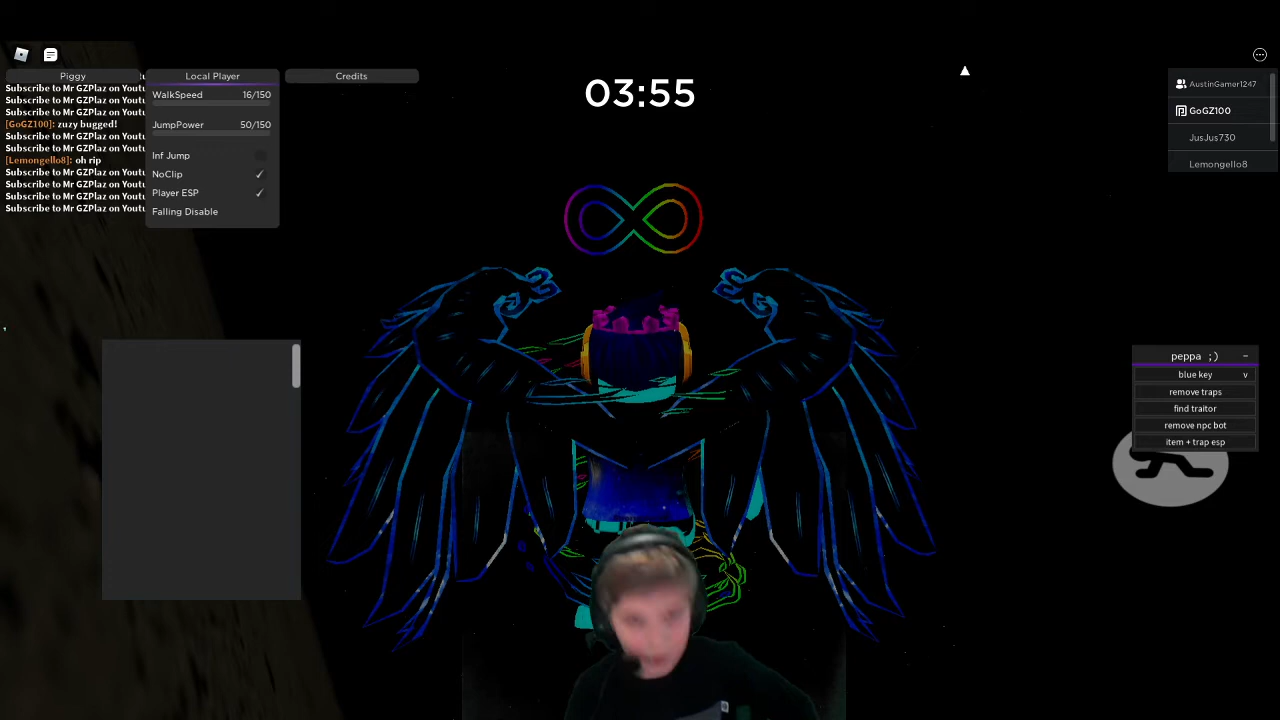 03:55
Piggy
Subscribe to Mr GZPlaz on Youtu
Subscribe to Mr GZPlaz on Youtu
Subscribe to Mr GZPlaz on Youtu
[GoGZ100]: zuzy bugged!
Subscribe to Mr GZPlaz on Youtu
Subscribe to Mr GZPlaz on Youtu
[Lemongello8]: oh rip
Subscribe to Mr GZPlaz on Youtu
Subscribe to Mr GZPlaz on Youtu
Subscribe to Mr GZPlaz on Youtu
Subscribe to Mr GZPlaz on Youtu
Local Player
WalkSpeed 16/150
JumpPower 50/150
Inf Jump
NoClip ✓
Player ESP ✓
Falling Disable
Credits
AustinGamer1247
GoGZ100
JusJus730
Lemongello8
peppa ;) –
blue key v
remove traps
find traitor
remove npc bot
item + trap esp